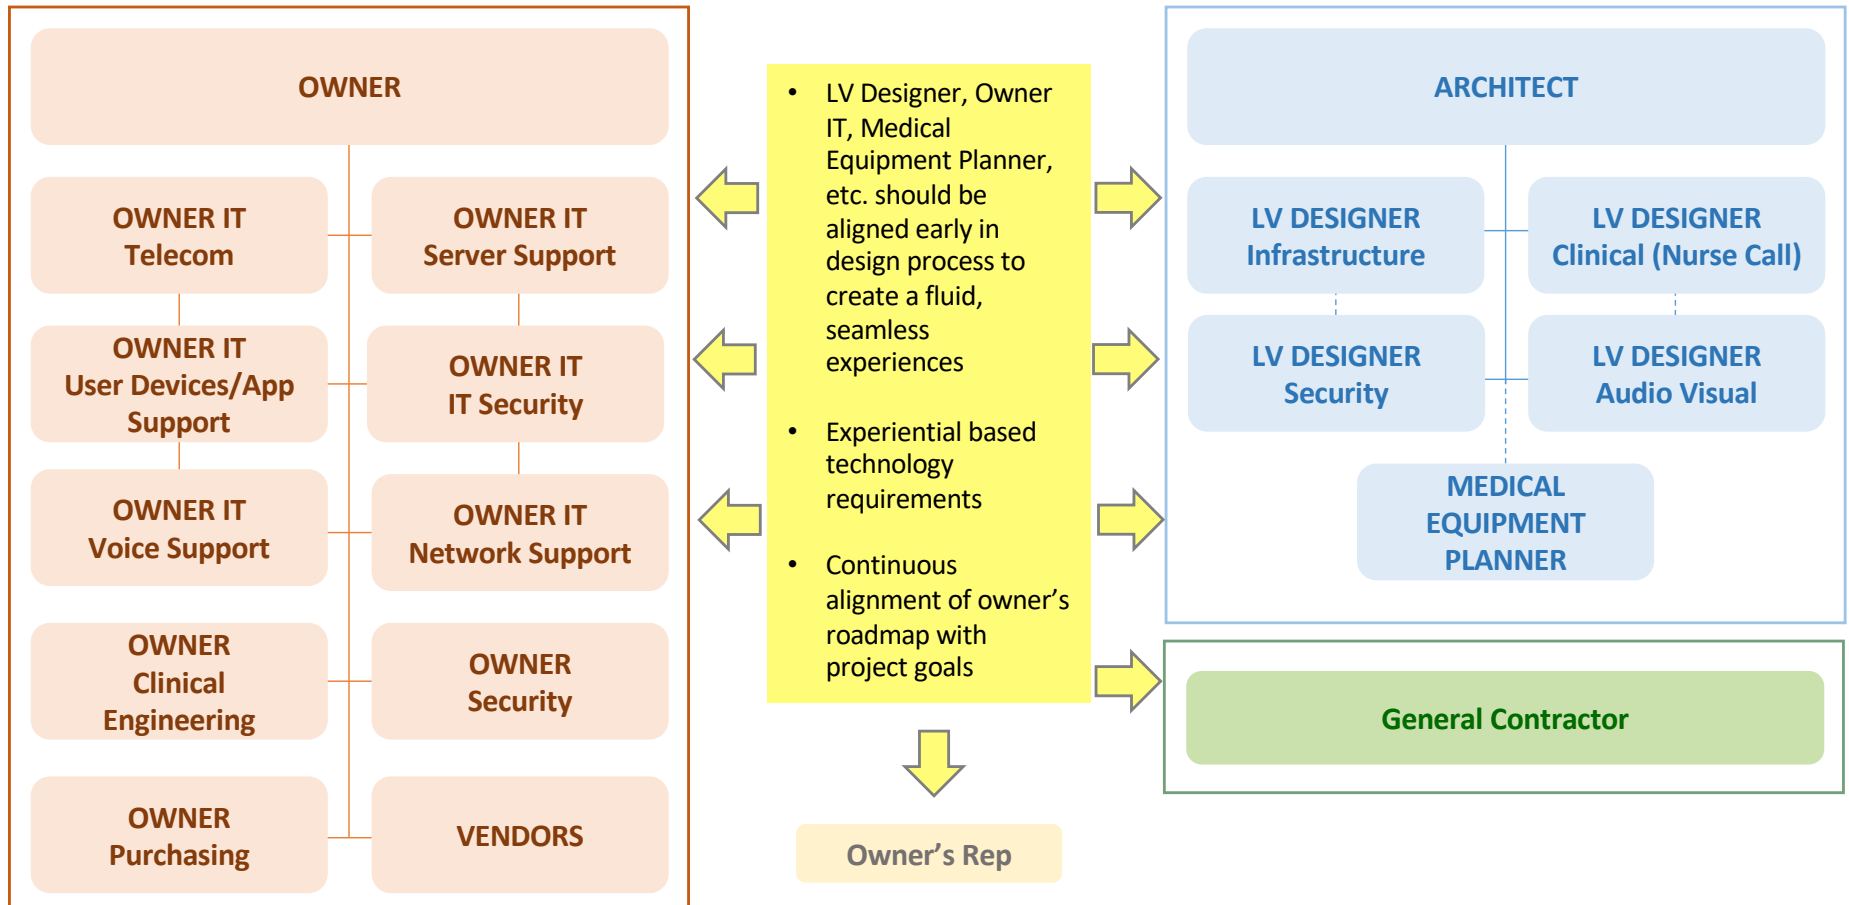 OWNER
OWNER IT
Telecom
OWNER IT
Server Support
OWNER IT
User Devices/App
Support
OWNER IT
IT Security
OWNER IT
Voice Support
OWNER IT
Network Support
OWNER
Clinical
Engineering
OWNER
Security
OWNER
Purchasing
VENDORS
• LV Designer, Owner
IT, Medical
Equipment Planner,
etc. should be
aligned early in
design process to
create a fluid,
seamless
experiences
• Experiential based
technology
requirements
• Continuous
alignment of owner’s
roadmap with
project goals
Owner’s Rep
ARCHITECT
LV DESIGNER
Infrastructure
LV DESIGNER
Clinical (Nurse Call)
LV DESIGNER
Security
LV DESIGNER
Audio Visual
MEDICAL
EQUIPMENT
PLANNER
General Contractor